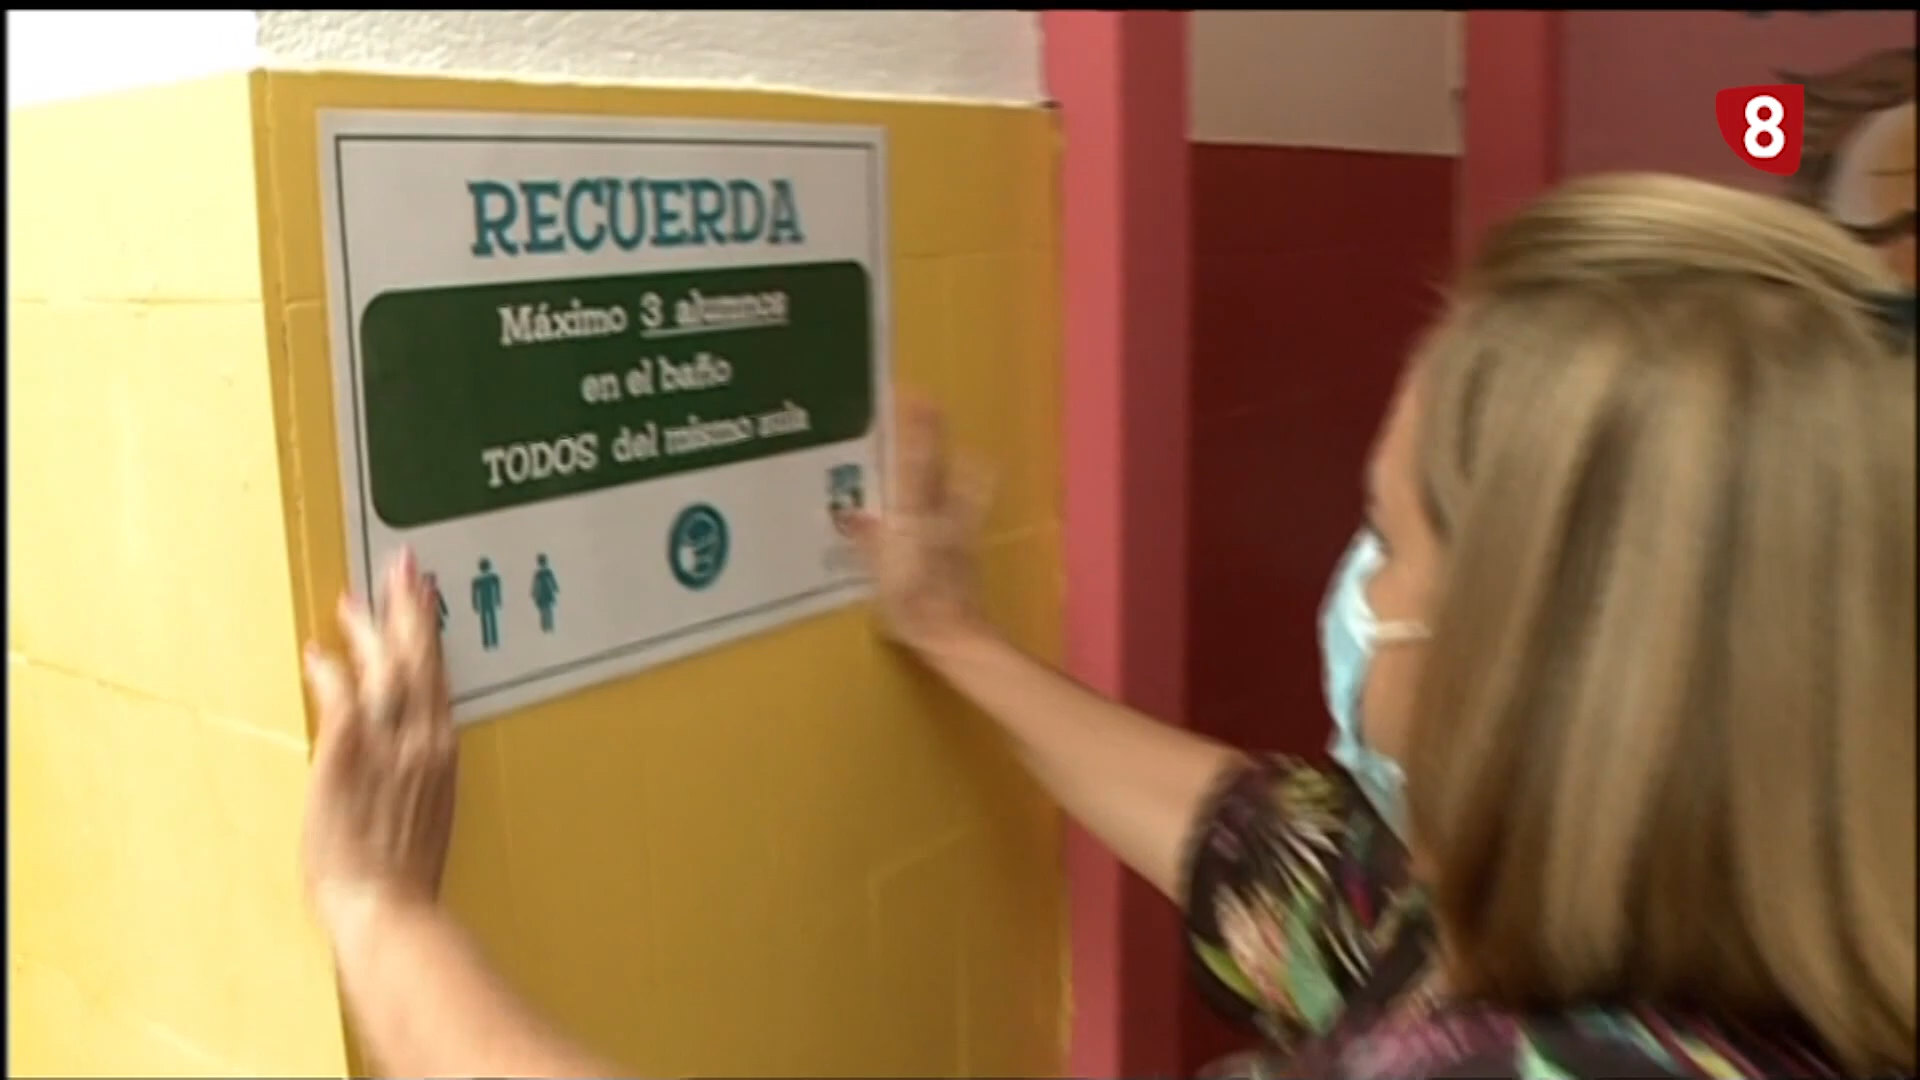 8
RECUERDA
Máximo 3 alumnos
en el baño
TODOS del mismo aula